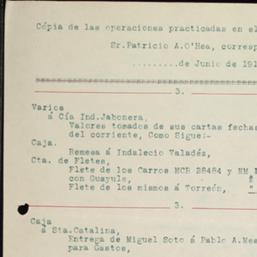 Cópia de las operaciones practicadas en el
Sr.Patricio A.O'Hea, corresp
........de Junio de 191
3.
Varios
á Cía Ind.Jabonera,
Valores tomados de sus cartas fechas
del corriente, Como Sigue:-
Caja.
Remesa á Indalecio Valadés,
Cta. de Fletes,
Flete de los Carros MCR 28484 y NM
con Guayule,
Flete de los mismos á Torreón,
3.
Caja
á Sta.Catalina,
Entrega de Miguel Soto á Pablo A.Mes
para Gastos,